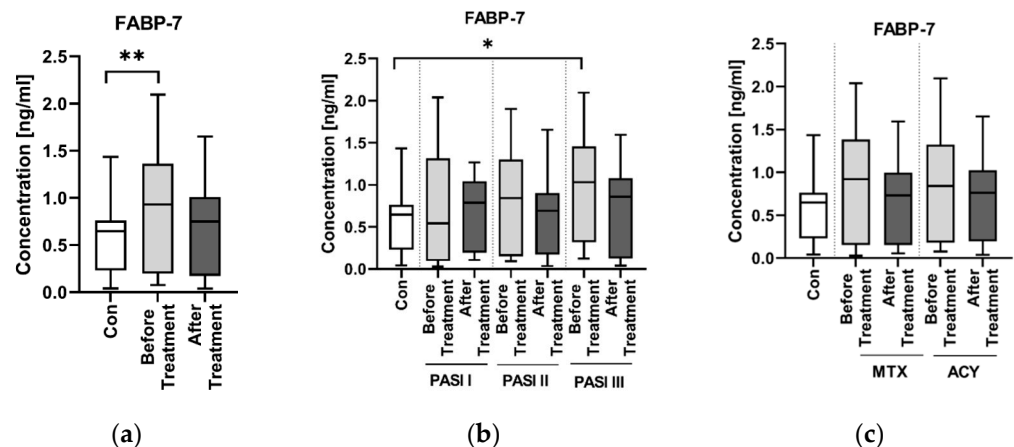 FABP-7
**
Concentration [ng/ml]
2.5
2.0
1.5
1.0
0.5
0.0
Con
Before
Treatment
After
Treatment
(a)
FABP-7
*
Concentration [ng/ml]
2.5
2.0
1.5
1.0
0.5
0.0
Con
Before
Treatment
After
Treatment
Before
Treatment
After
Treatment
Before
Treatment
After
Treatment
PASI I
PASI II
PASI III
(b)
FABP-7
Concentration [ng/ml]
2.5
2.0
1.5
1.0
0.5
0.0
Con
Before
Treatment
After
Treatment
Before
Treatment
After
Treatment
MTX
ACY
(c)